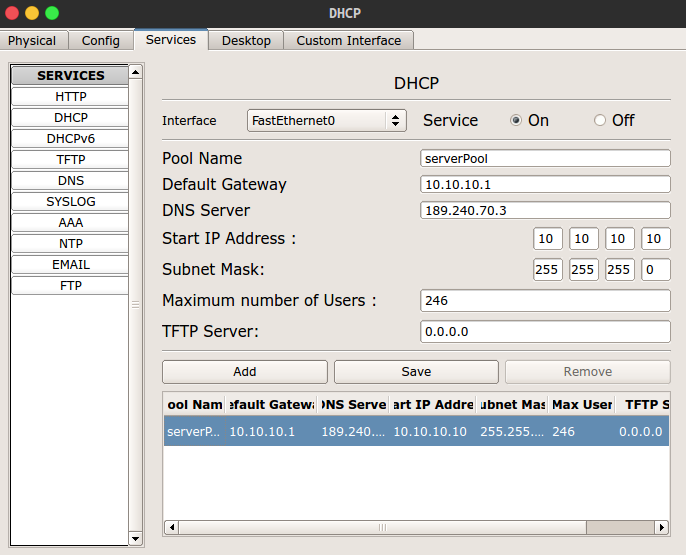 DHCP
Physical Config Services Desktop Custom Interface
SERVICES
HTTP
DHCP
DHCPv6
TFTP
DNS
SYSLOG
AAA
NTP
EMAIL
FTP
DHCP
Interface FastEthernet0 Service On Off
Pool Name serverPool
Default Gateway 10.10.10.1
DNS Server 189.240.70.3
Start IP Address : 10 10 10 10
Subnet Mask: 255 255 255 0
Maximum number of Users : 246
TFTP Server: 0.0.0.0
Add Save Remove
ool Nam efault Gatewa DNS Serve art IP Addre ubnet Mas Max User TFTP S
serverP... 10.10.10.1 189.240.... 10.10.10.10 255.255.... 246 0.0.0.0